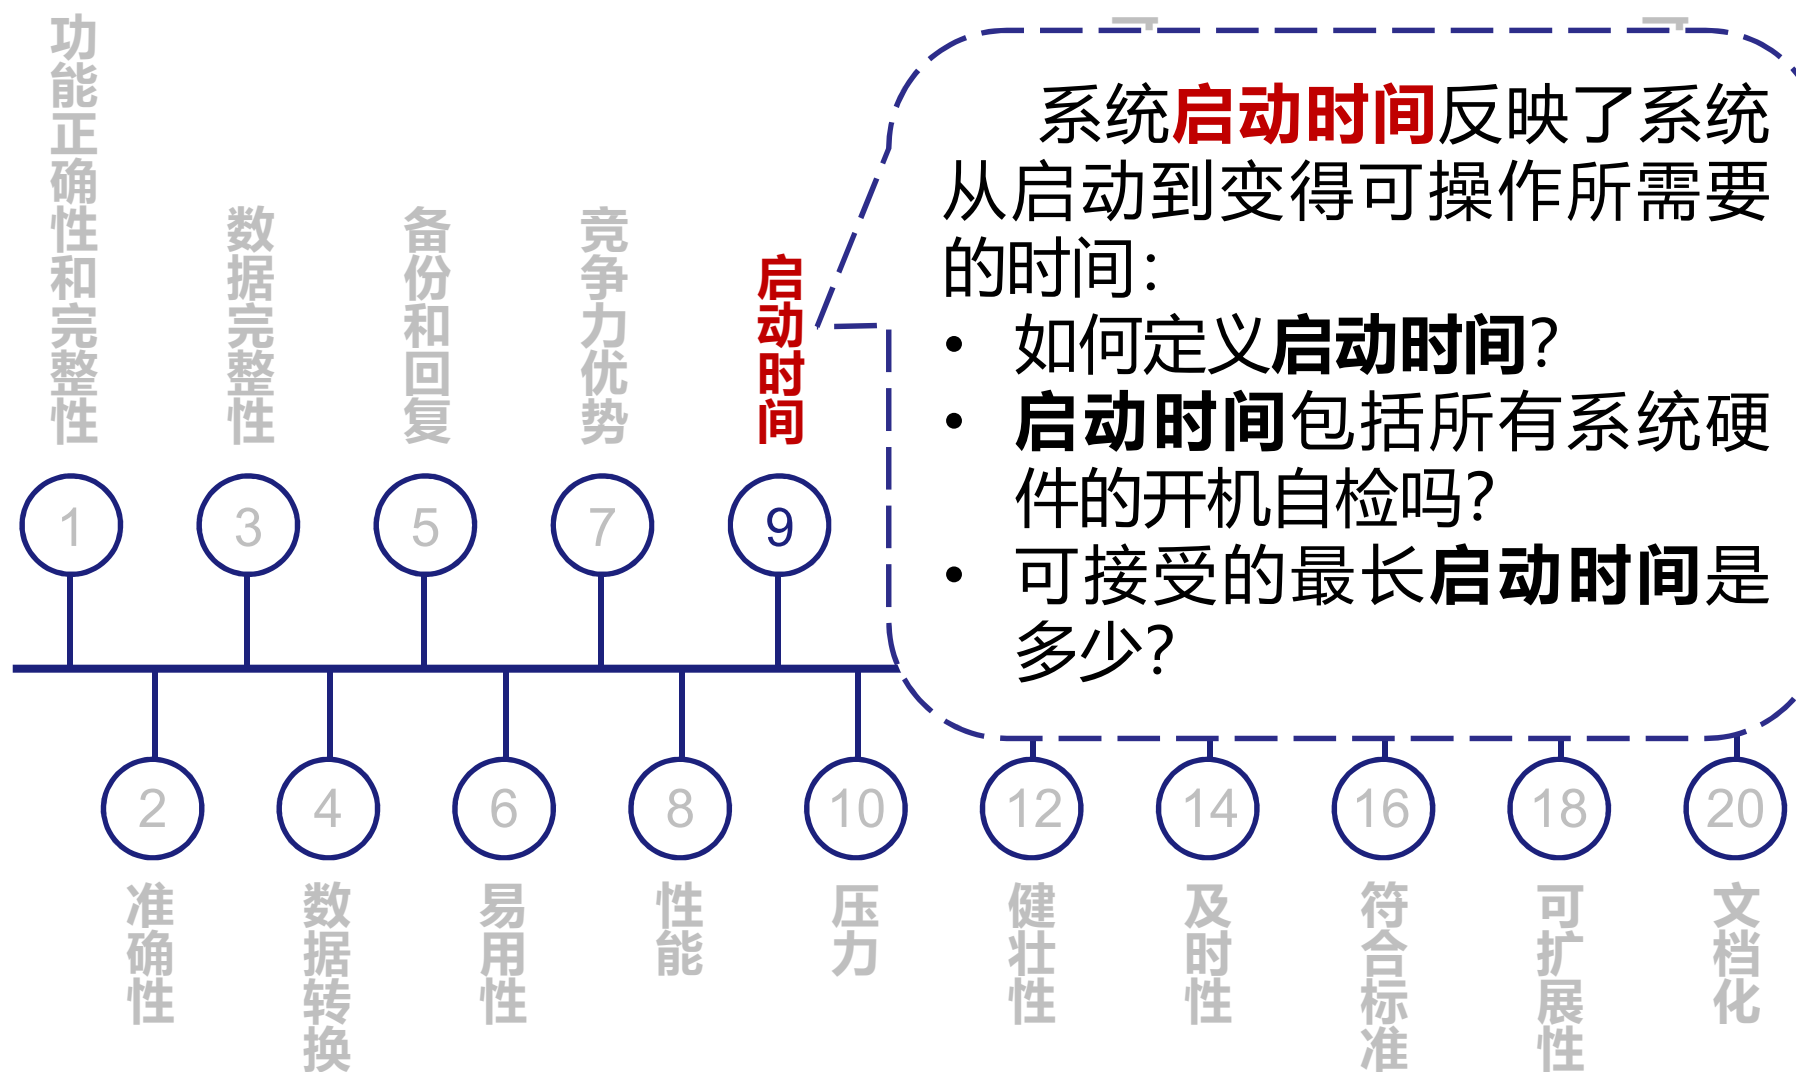 功能正确性和完整性
数据完整性
备份和回复
竞争力优势
启动时间
系统启动时间反映了系统
从启动到变得可操作所需要
的时间：
• 如何定义启动时间？
• 启动时间包括所有系统硬
件的开机自检吗？
• 可接受的最长启动时间是
多少？
1
3
5
7
9
2
4
6
8
10
12
14
16
18
20
准确性
数据转换
易用性
性能
压力
健壮性
及时性
符合标准
可扩展性
文档化